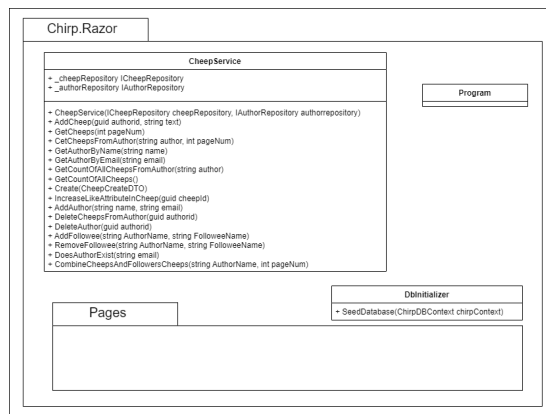 Chirp.Razor
CheepService
+ _cheepRepository ICheepRepository
+ _authorRepository IAuthorRepository
+ CheepService(ICheepRepository cheepRepository, IAuthorRepository authorrepository)
+ AddCheep(guid authorid, string text)
+ GetCheeps(int pageNum)
+ CetCheepsFromAuthor(string author, int pageNum)
+ GetAuthorByName(string name)
+ GetAuthorByEmail(string email)
+ GetCountOfAllCheepsFromAuthor(string author)
+ GetCountOfAllCheeps()
+ Create(CheepCreateDTO)
+ IncreaseLikeAttributeInCheep(guid cheepId)
+ AddAuthor(string name, string email)
+ DeleteCheepsFromAuthor(guid authorid)
+ DeleteAuthor(guid authorid)
+ AddFollowee(string AuthorName, string FolloweeName)
+ RemoveFollowee(string AuthorName, string FolloweeName)
+ DoesAuthorExist(string email)
+ CombineCheepsAndFollowersCheeps(string AuthorName, int pageNum)
Program
DbInitializer
+ SeedDatabase(ChirpDBContext chirpContext)
Pages